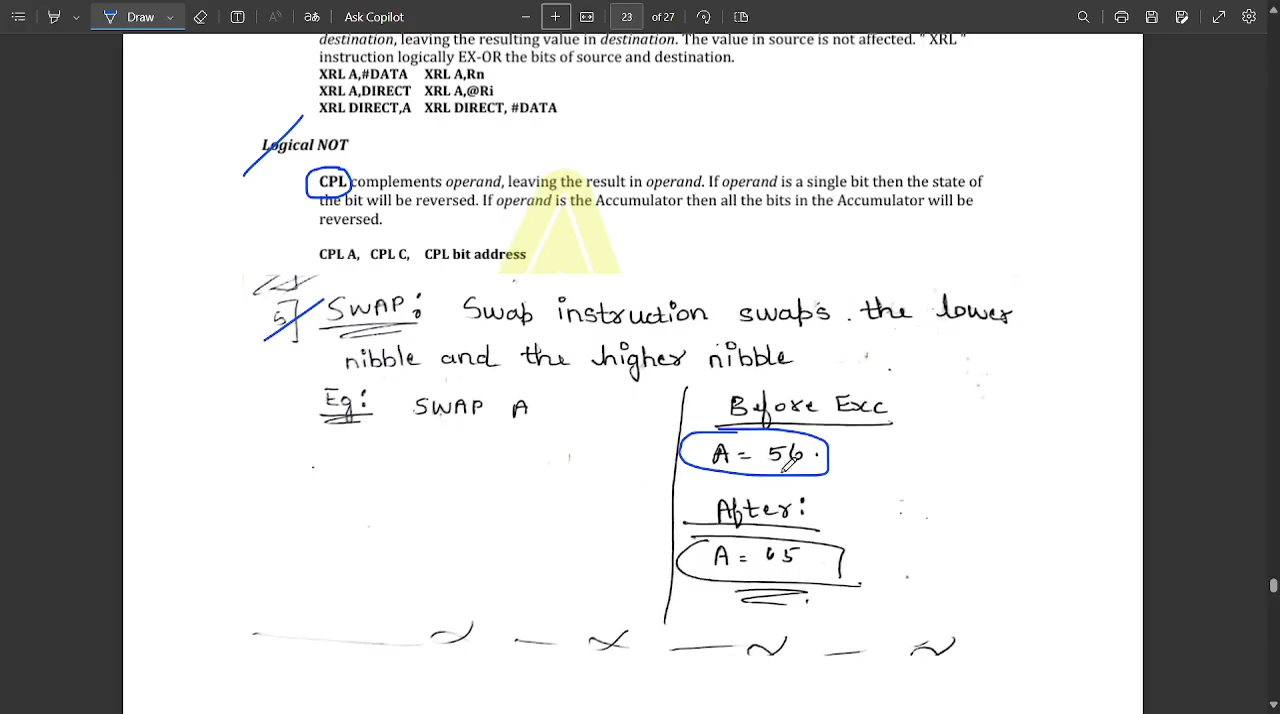 Draw
Ask Copilot
23
of 27
destination, leaving the resulting value in destination. The value in source is not affected. " XRL "
instruction logically EX-OR the bits of source and destination.
XRL A,#DATA XRL A,Rn
XRL A,DIRECT XRL A,@Ri
XRL DIRECT,A XRL DIRECT, #DATA
Logical NOT
CPL complements operand, leaving the result in operand. If operand is a single bit then the state of
the bit will be reversed. If operand is the Accumulator then all the bits in the Accumulator will be
reversed.
CPL A, CPL C, CPL bit address
5] SWAP: Swap instruction swaps the lower
nibble and the higher nibble
Eg: SWAP A
Before Exc
A = 56
After:
A = 65